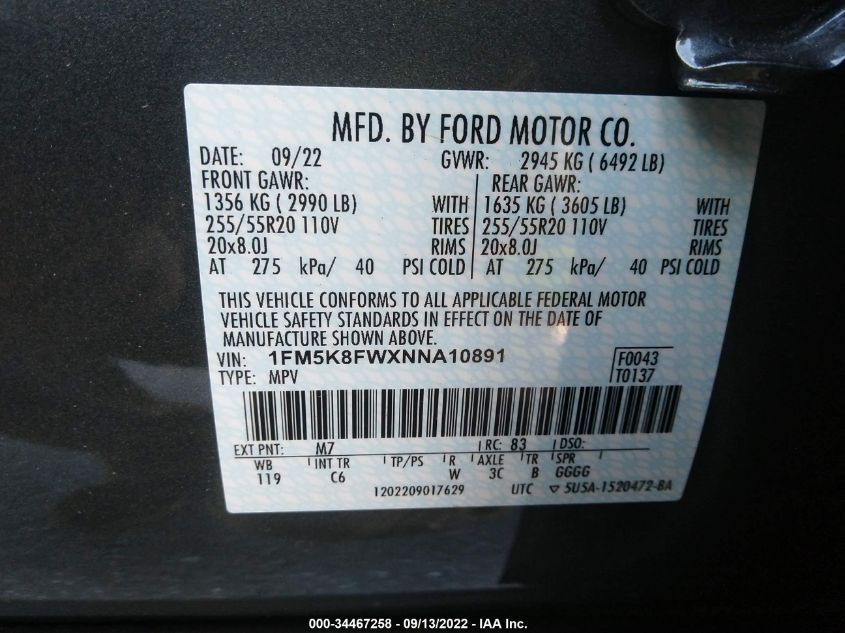 MFD. BY FORD MOTOR CO.
DATE: 09/22 GVWR: 2945 KG ( 6492 LB)
FRONT GAWR: REAR GAWR:
1356 KG ( 2990 LB) WITH 1635 KG ( 3605 LB) WITH
255/55R20 110V TIRES 255/55R20 110V TIRES
20x8.0J RIMS 20x8.0J RIMS
AT 275 kPa/ 40 PSI COLD AT 275 kPa/ 40 PSI COLD
THIS VEHICLE CONFORMS TO ALL APPLICABLE FEDERAL MOTOR
VEHICLE SAFETY STANDARDS IN EFFECT ON THE DATE OF
MANUFACTURE SHOWN ABOVE.
VIN: 1FM5K8FWXNNA10891 F0043
TYPE: MPV T0137
EXT PNT: M7 RC: 83 DSO:
WB INT TR TP/PS R AXLE TR SPR
119 C6 W 3C B GGGG
1202209017629 UTC ▽ 5U5A-1520472-BA
000-34467258 - 09/13/2022 - IAA Inc.